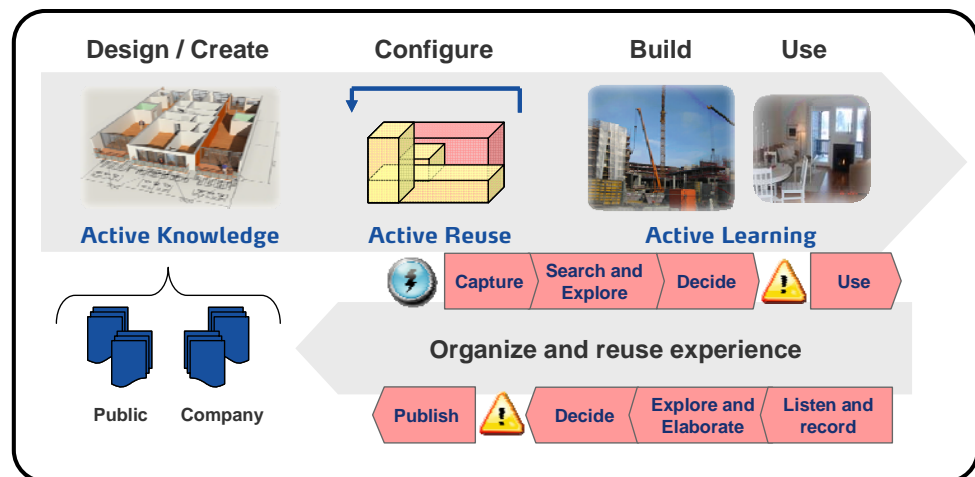 Design / Create
Configure
Build
Use
Active Knowledge
Active Reuse
Active Learning
Capture
Search and
Explore
Decide
!
Use
Organize and reuse experience
Public
Company
Publish
!
Decide
Explore and
Elaborate
Listen and
record